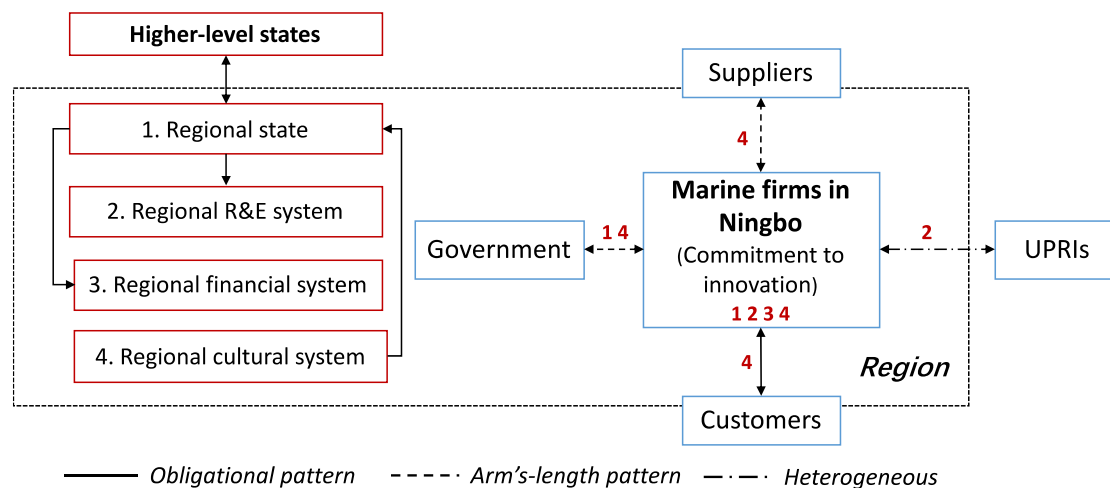 Higher-level states
1. Regional state
2. Regional R&E system
3. Regional financial system
4. Regional cultural system
Suppliers
4
Government
1 4
Marine firms in
Ningbo
(Commitment to
innovation)
1 2 3 4
2
UPRIs
4
Region
Customers
Obligational pattern
Arm's-length pattern
Heterogeneous